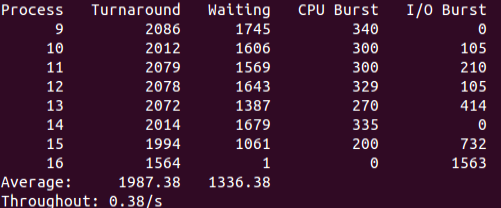 Process Turnaround Waiting CPU Burst I/O Burst
9 2086 1745 340 0
10 2012 1606 300 105
11 2079 1569 300 210
12 2078 1643 329 105
13 2072 1387 270 414
14 2014 1679 335 0
15 1994 1061 200 732
16 1564 1 0 1563
Average: 1987.38 1336.38
Throughput: 0.38/s